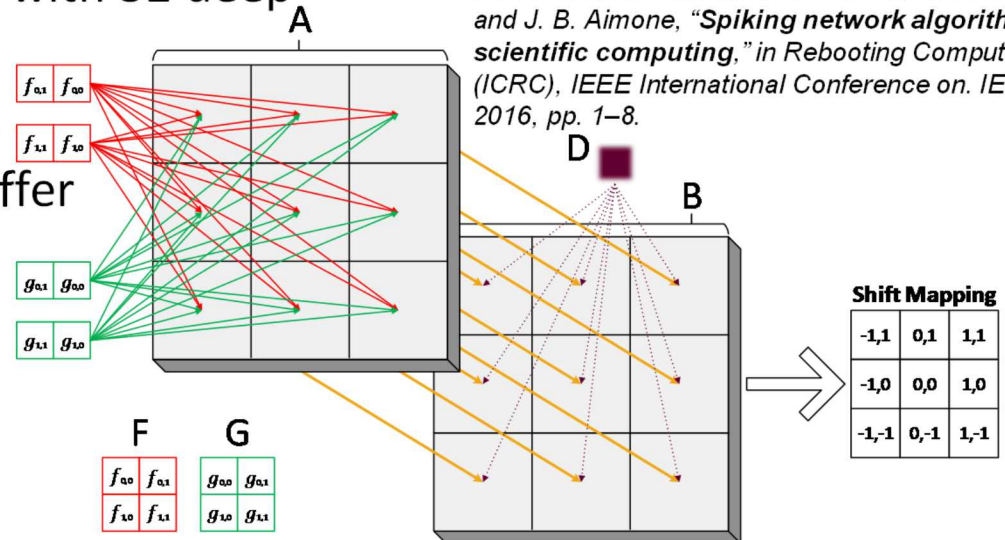 with 32 deep
and J. B. Aimone, "Spiking network algorith
scientific computing," in Rebooting Comput
(ICRC), IEEE International Conference on. IE
2016, pp. 1–8.
A
f0,1 f0,0
f1,1 f1,0
ffer
D
B
g0,1 g0,0
g1,1 g1,0
Shift Mapping
-1,1 0,1 1,1
-1,0 0,0 1,0
-1,-1 0,-1 1,-1
F G
f0,0 f0,1 g0,0 g0,1
f1,0 f1,1 g1,0 g1,1